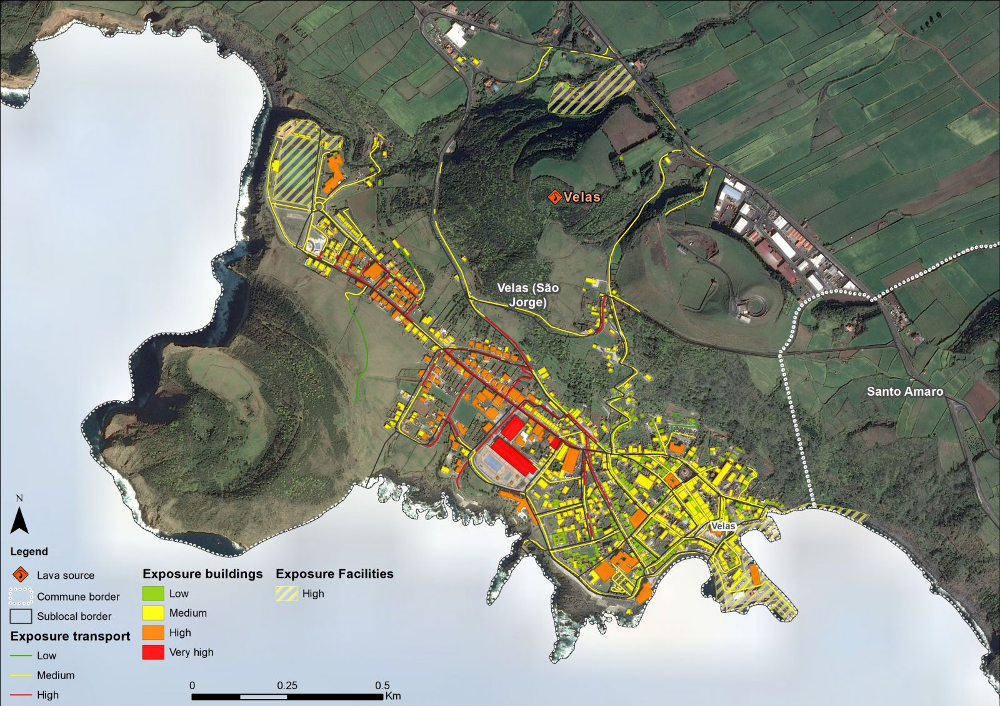 Velas
Velas (São
Jorge)
Santo Amaro
Velas
N
Legend
Lava source
Commune border
Sublocal border
Exposure transport
Low
Medium
High
Exposure buildings
Low
Medium
High
Very high
Exposure Facilities
High
0
0.25
0.5
Km